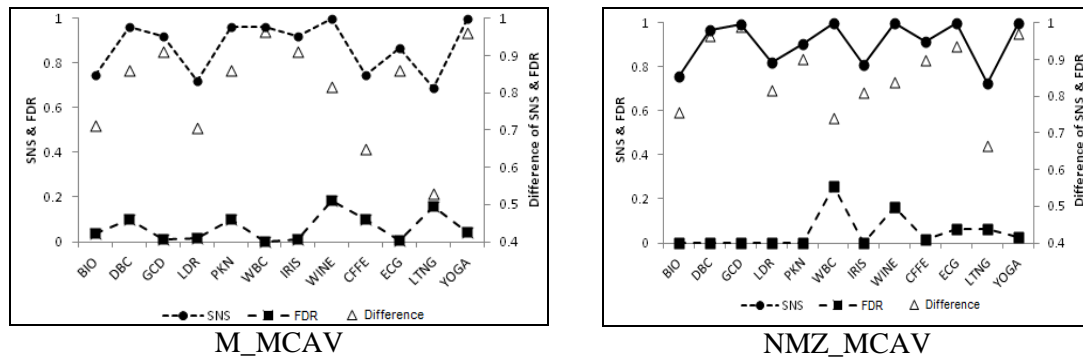 SNS & FDR
1
0.8
0.6
0.4
0.2
0
1
0.9
0.8
0.7
0.6
0.5
0.4
Difference of SNS & FDR
BIO
DBC
GCD
LDR
PKN
WBC
IRIS
WINE
CFFE
ECG
LTNG
YOGA
SNS
FDR
Difference
M_MCAV
SNS & FDR
1
0.8
0.6
0.4
0.2
0
1
0.9
0.8
0.7
0.6
0.5
0.4
Difference of SNS & FDR
BIO
DBC
GCD
LDR
PKN
WBC
IRIS
WINE
CFFE
ECG
LTNG
YOGA
SNS
FDR
Difference
NMZ_MCAV